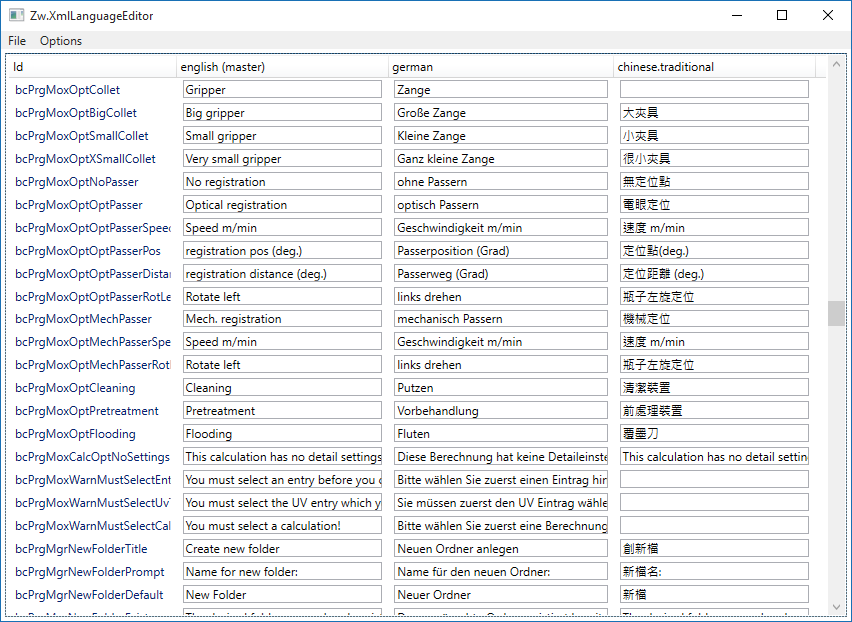 Zw.XmlLanguageEditor
File Options
Id english (master) german chinese.traditional
bcPrgMoxOptCollet Gripper Zange
bcPrgMoxOptBigCollet Big gripper Große Zange 大夾具
bcPrgMoxOptSmallCollet Small gripper Kleine Zange 小夾具
bcPrgMoxOptXSmallCollet Very small gripper Ganz kleine Zange 很小夾具
bcPrgMoxOptNoPasser No registration ohne Passern 無定位點
bcPrgMoxOptOptPasser Optical registration optisch Passern 電眼定位
bcPrgMoxOptOptPasserSpee Speed m/min Geschwindigkeit m/min 速度 m/min
bcPrgMoxOptOptPasserPos registration pos (deg.) Passerposition (Grad) 定位點(deg.)
bcPrgMoxOptOptPasserDista registration distance (deg.) Passerweg (Grad) 定位距離 (deg.)
bcPrgMoxOptOptPasserRotLe Rotate left links drehen 瓶子左旋定位
bcPrgMoxOptMechPasser Mech. registration mechanisch Passern 機械定位
bcPrgMoxOptMechPasserSpe Speed m/min Geschwindigkeit m/min 速度 m/min
bcPrgMoxOptMechPasserRotl Rotate left links drehen 瓶子左旋定位
bcPrgMoxOptCleaning Cleaning Putzen 清潔裝置
bcPrgMoxOptPretreatment Pretreatment Vorbehandlung 前處理裝置
bcPrgMoxOptFlooding Flooding Fluten 覆墨刀
bcPrgMoxCalcOptNoSettings This calculation has no detail settings Diese Berechnung hat keine Detaileinste This calculation has no detail settin
bcPrgMoxWarnMustSelectEnt You must select an entry before you Bitte wählen Sie zuerst einen Eintrag hin
bcPrgMoxWarnMustSelectUv You must select the UV entry which y Sie müssen zuerst den UV Eintrag wähle
bcPrgMoxWarnMustSelectCal You must select a calculation! Bitte wählen Sie zuerst eine Berechnung
bcPrgMgrNewFolderTitle Create new folder Neuen Ordner anlegen 創新檔
bcPrgMgrNewFolderPrompt Name for new folder: Name für den neuen Ordner: 新檔名:
bcPrgMgrNewFolderDefault New Folder Neuer Ordner 新檔